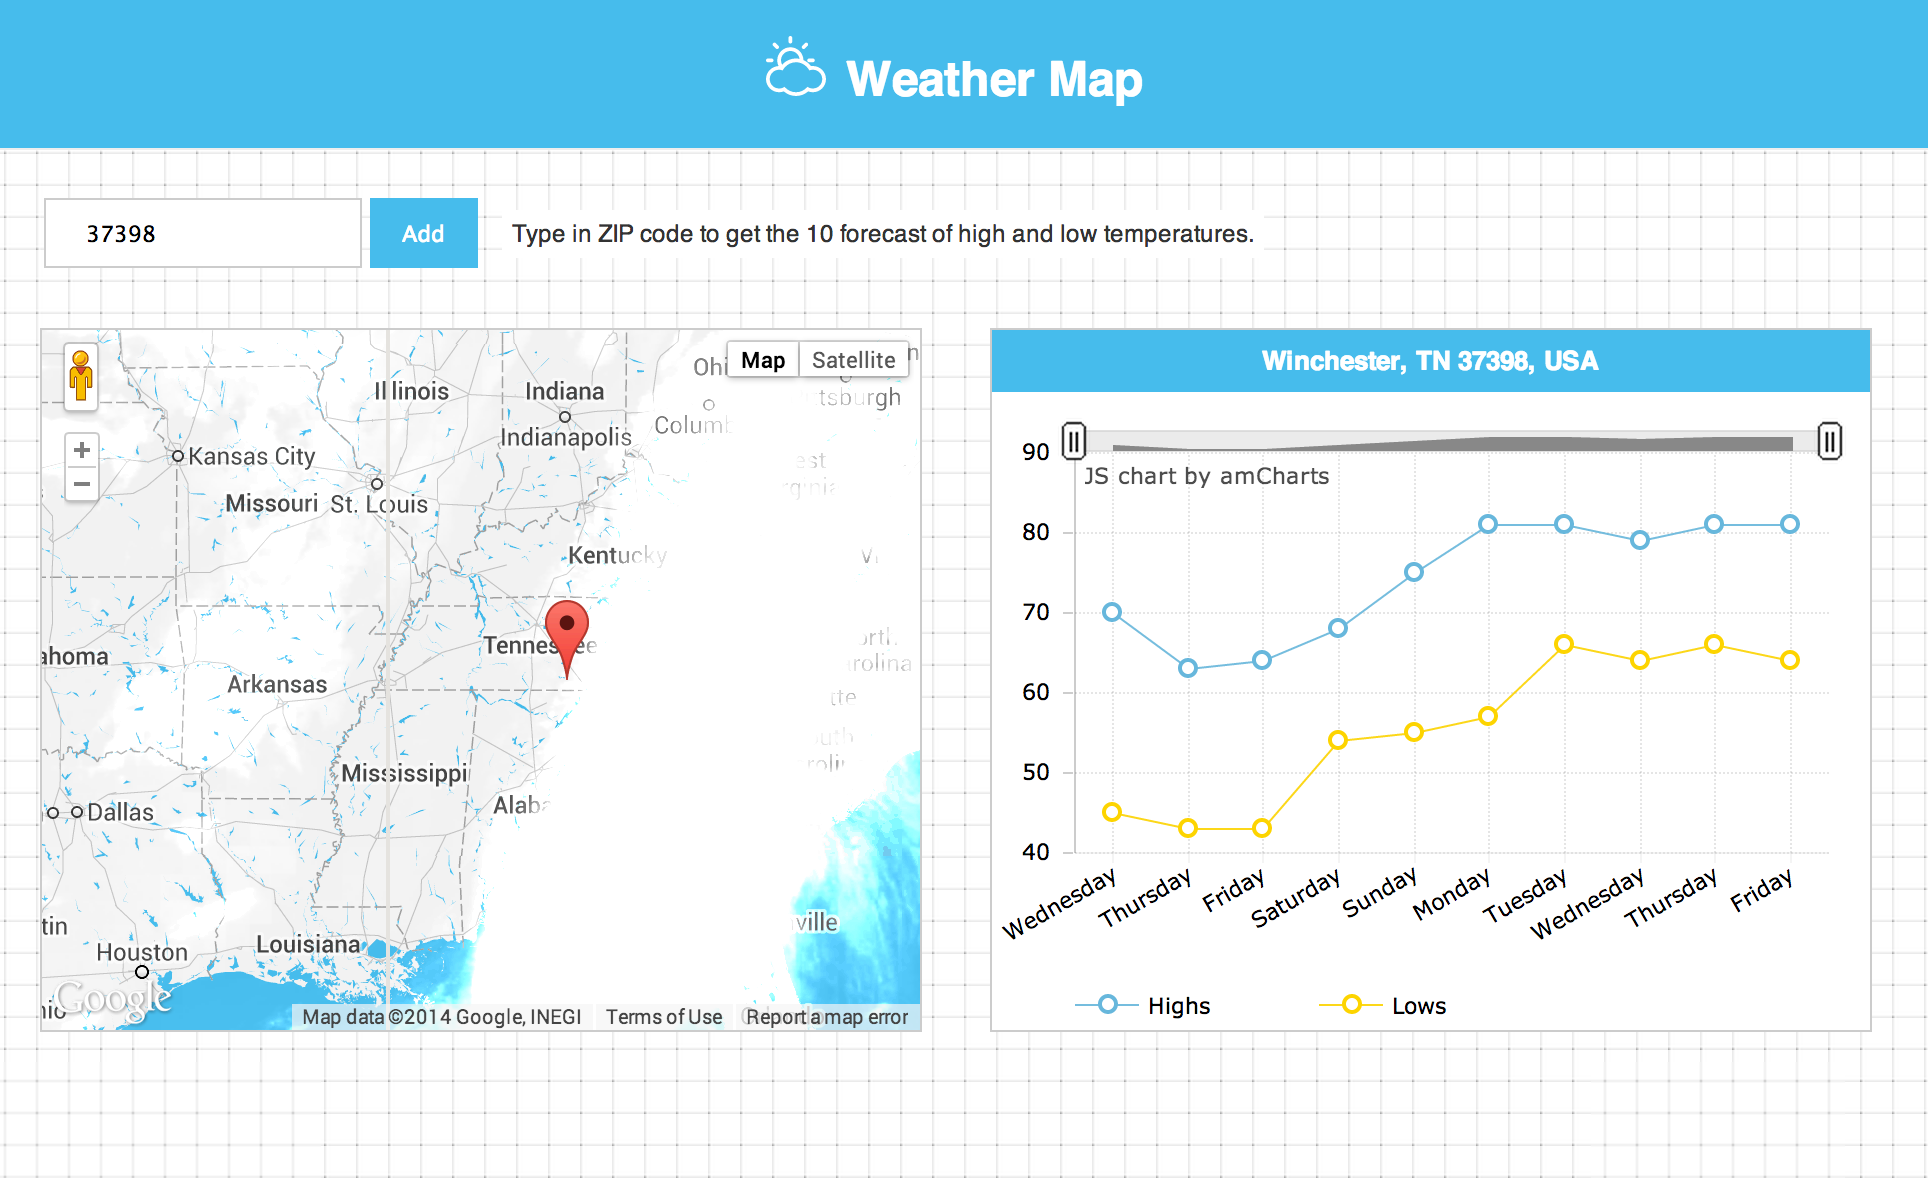 Weather Map
37398
Add
Type in ZIP code to get the 10 forecast of high and low temperatures.
Map
Satellite
Illinois
Indiana
Indianapolis
Kansas City
Missouri
St. Louis
Kentucky
Tennessee
ahoma
Arkansas
Mississippi
Alaba
Dallas
tin
Houston
Louisiana
ville
tsburgh
Google
Map data ©2014 Google, INEGI
Terms of Use
Report a map error
Winchester, TN 37398, USA
JS chart by amCharts
90
80
70
60
50
40
Wednesday
Thursday
Friday
Saturday
Sunday
Monday
Tuesday
Wednesday
Thursday
Friday
Highs
Lows